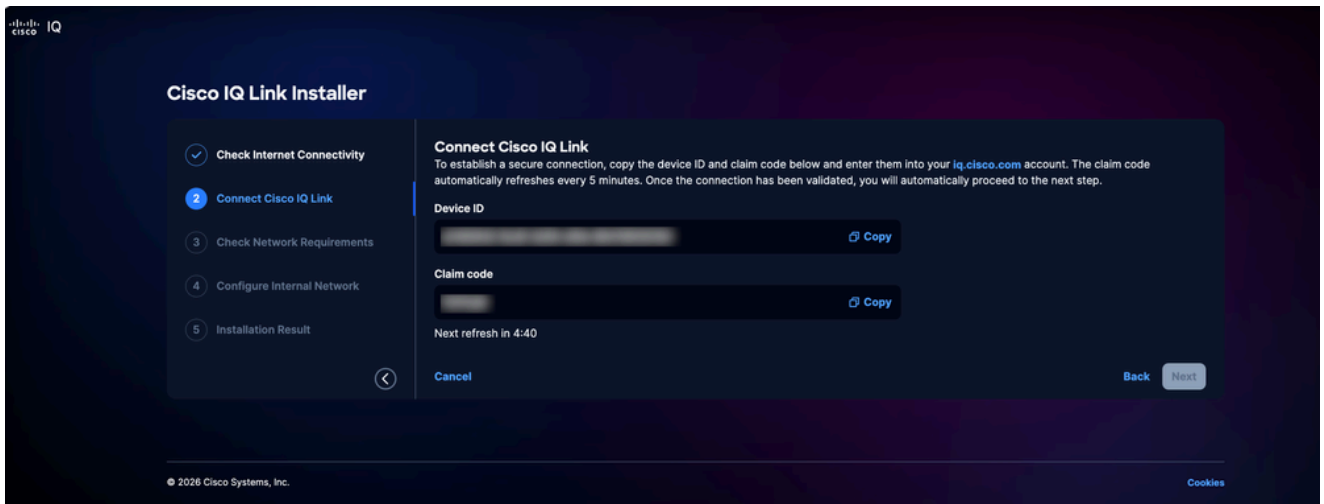 CISCO IQ
Cisco IQ Link Installer
Check Internet Connectivity
2 Connect Cisco IQ Link
3 Check Network Requirements
4 Configure Internal Network
5 Installation Result
Connect Cisco IQ Link
To establish a secure connection, copy the device ID and claim code below and enter them into your iq.cisco.com account. The claim code
automatically refreshes every 5 minutes. Once the connection has been validated, you will automatically proceed to the next step.
Device ID
Copy
Claim code
Copy
Next refresh in 4:40
Cancel
Back Next
© 2026 Cisco Systems, Inc.
Cookies